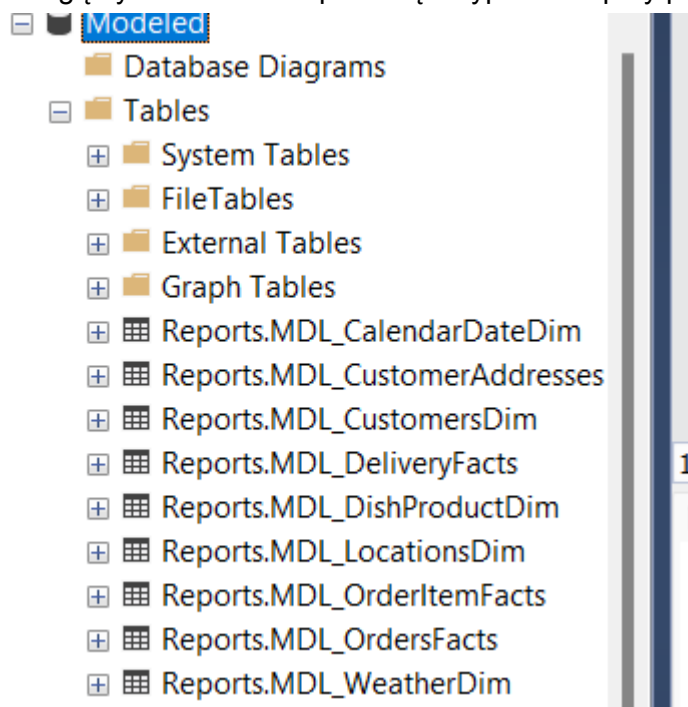 Modeled
Database Diagrams
Tables
System Tables
FileTables
External Tables
Graph Tables
Reports.MDL_CalendarDateDim
Reports.MDL_CustomerAddresses
Reports.MDL_CustomersDim
Reports.MDL_DeliveryFacts
1
Reports.MDL_DishProductDim
Reports.MDL_LocationsDim
Reports.MDL_OrderItemFacts
Reports.MDL_OrdersFacts
Reports.MDL_WeatherDim